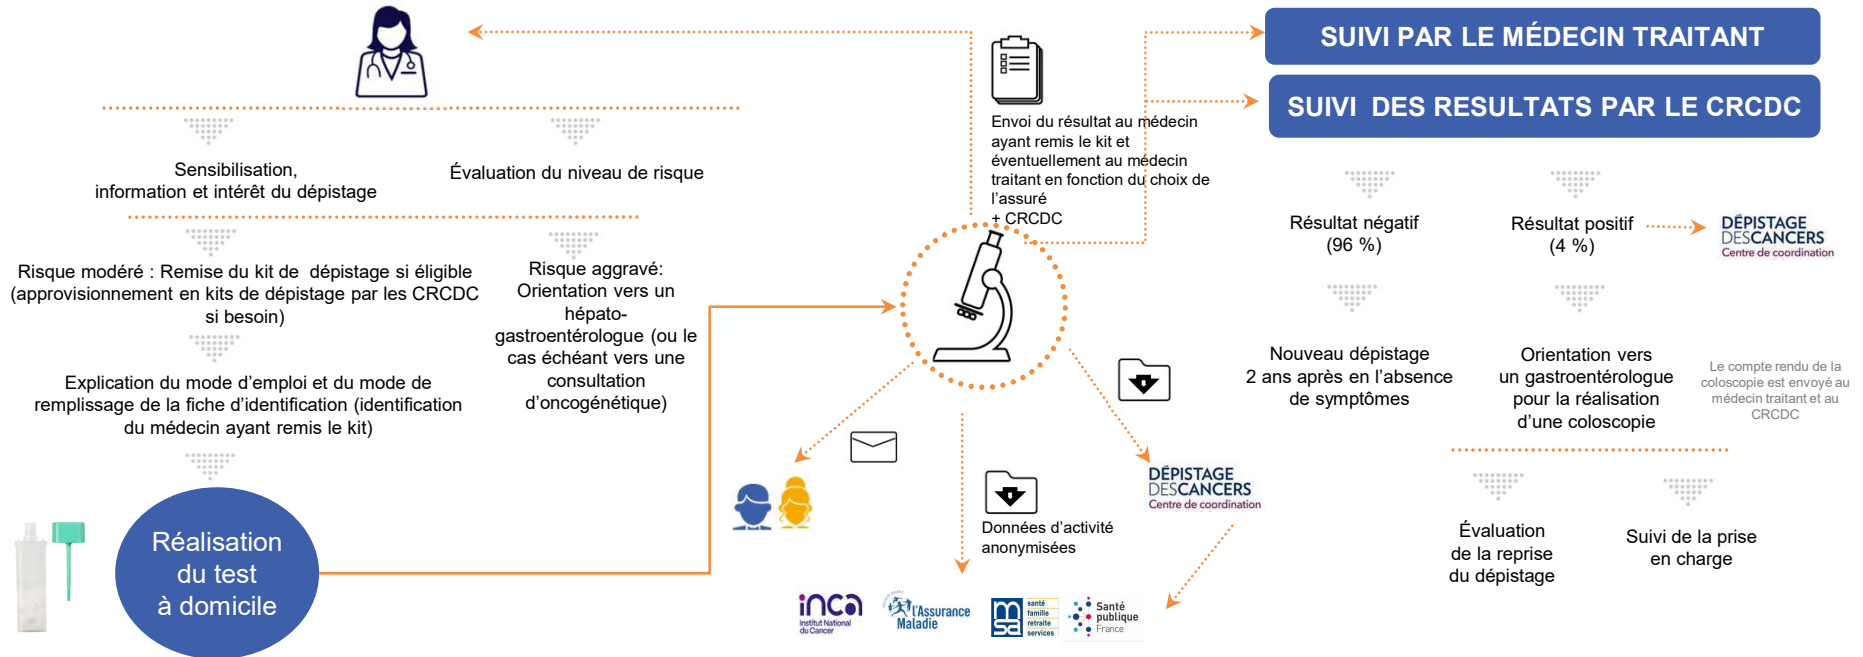 SUIVI PAR LE MÉDECIN TRAITANT
SUIVI DES RESULTATS PAR LE CRCDC
Envoi du résultat au médecin
ayant remis le kit et
éventuellement au médecin
traitant en fonction du choix de
l'assuré
+ CRCDC
Sensibilisation,
information et intérêt du dépistage
Évaluation du niveau de risque
Risque modéré : Remise du kit de dépistage si éligible
(approvisionnement en kits de dépistage par les CRCDC
si besoin)
Risque aggravé:
Orientation vers un
hépato-
gastroentérologue (ou le
cas échéant vers une
consultation
d'oncogénétique)
Explication du mode d'emploi et du mode de
remplissage de la fiche d'identification (identification
du médecin ayant remis le kit)
Réalisation
du test
à domicile
Données d'activité
anonymisées
DÉPISTAGE
DESCANCERS
Centre de coordination
inca
Institut National
du Cancer
l'Assurance
Maladie
msa
santé
famille
retraite
services
Santé
publique
France
Résultat négatif
(96 %)
Résultat positif
(4 %)
DÉPISTAGE
DESCANCERS
Centre de coordination
Nouveau dépistage
2 ans après en l'absence
de symptômes
Orientation vers
un gastroentérologue
pour la réalisation
d'une coloscopie
Le compte rendu de la
coloscopie est envoyé au
médecin traitant et au
CRCDC
Évaluation
de la reprise
du dépistage
Suivi de la prise
en charge